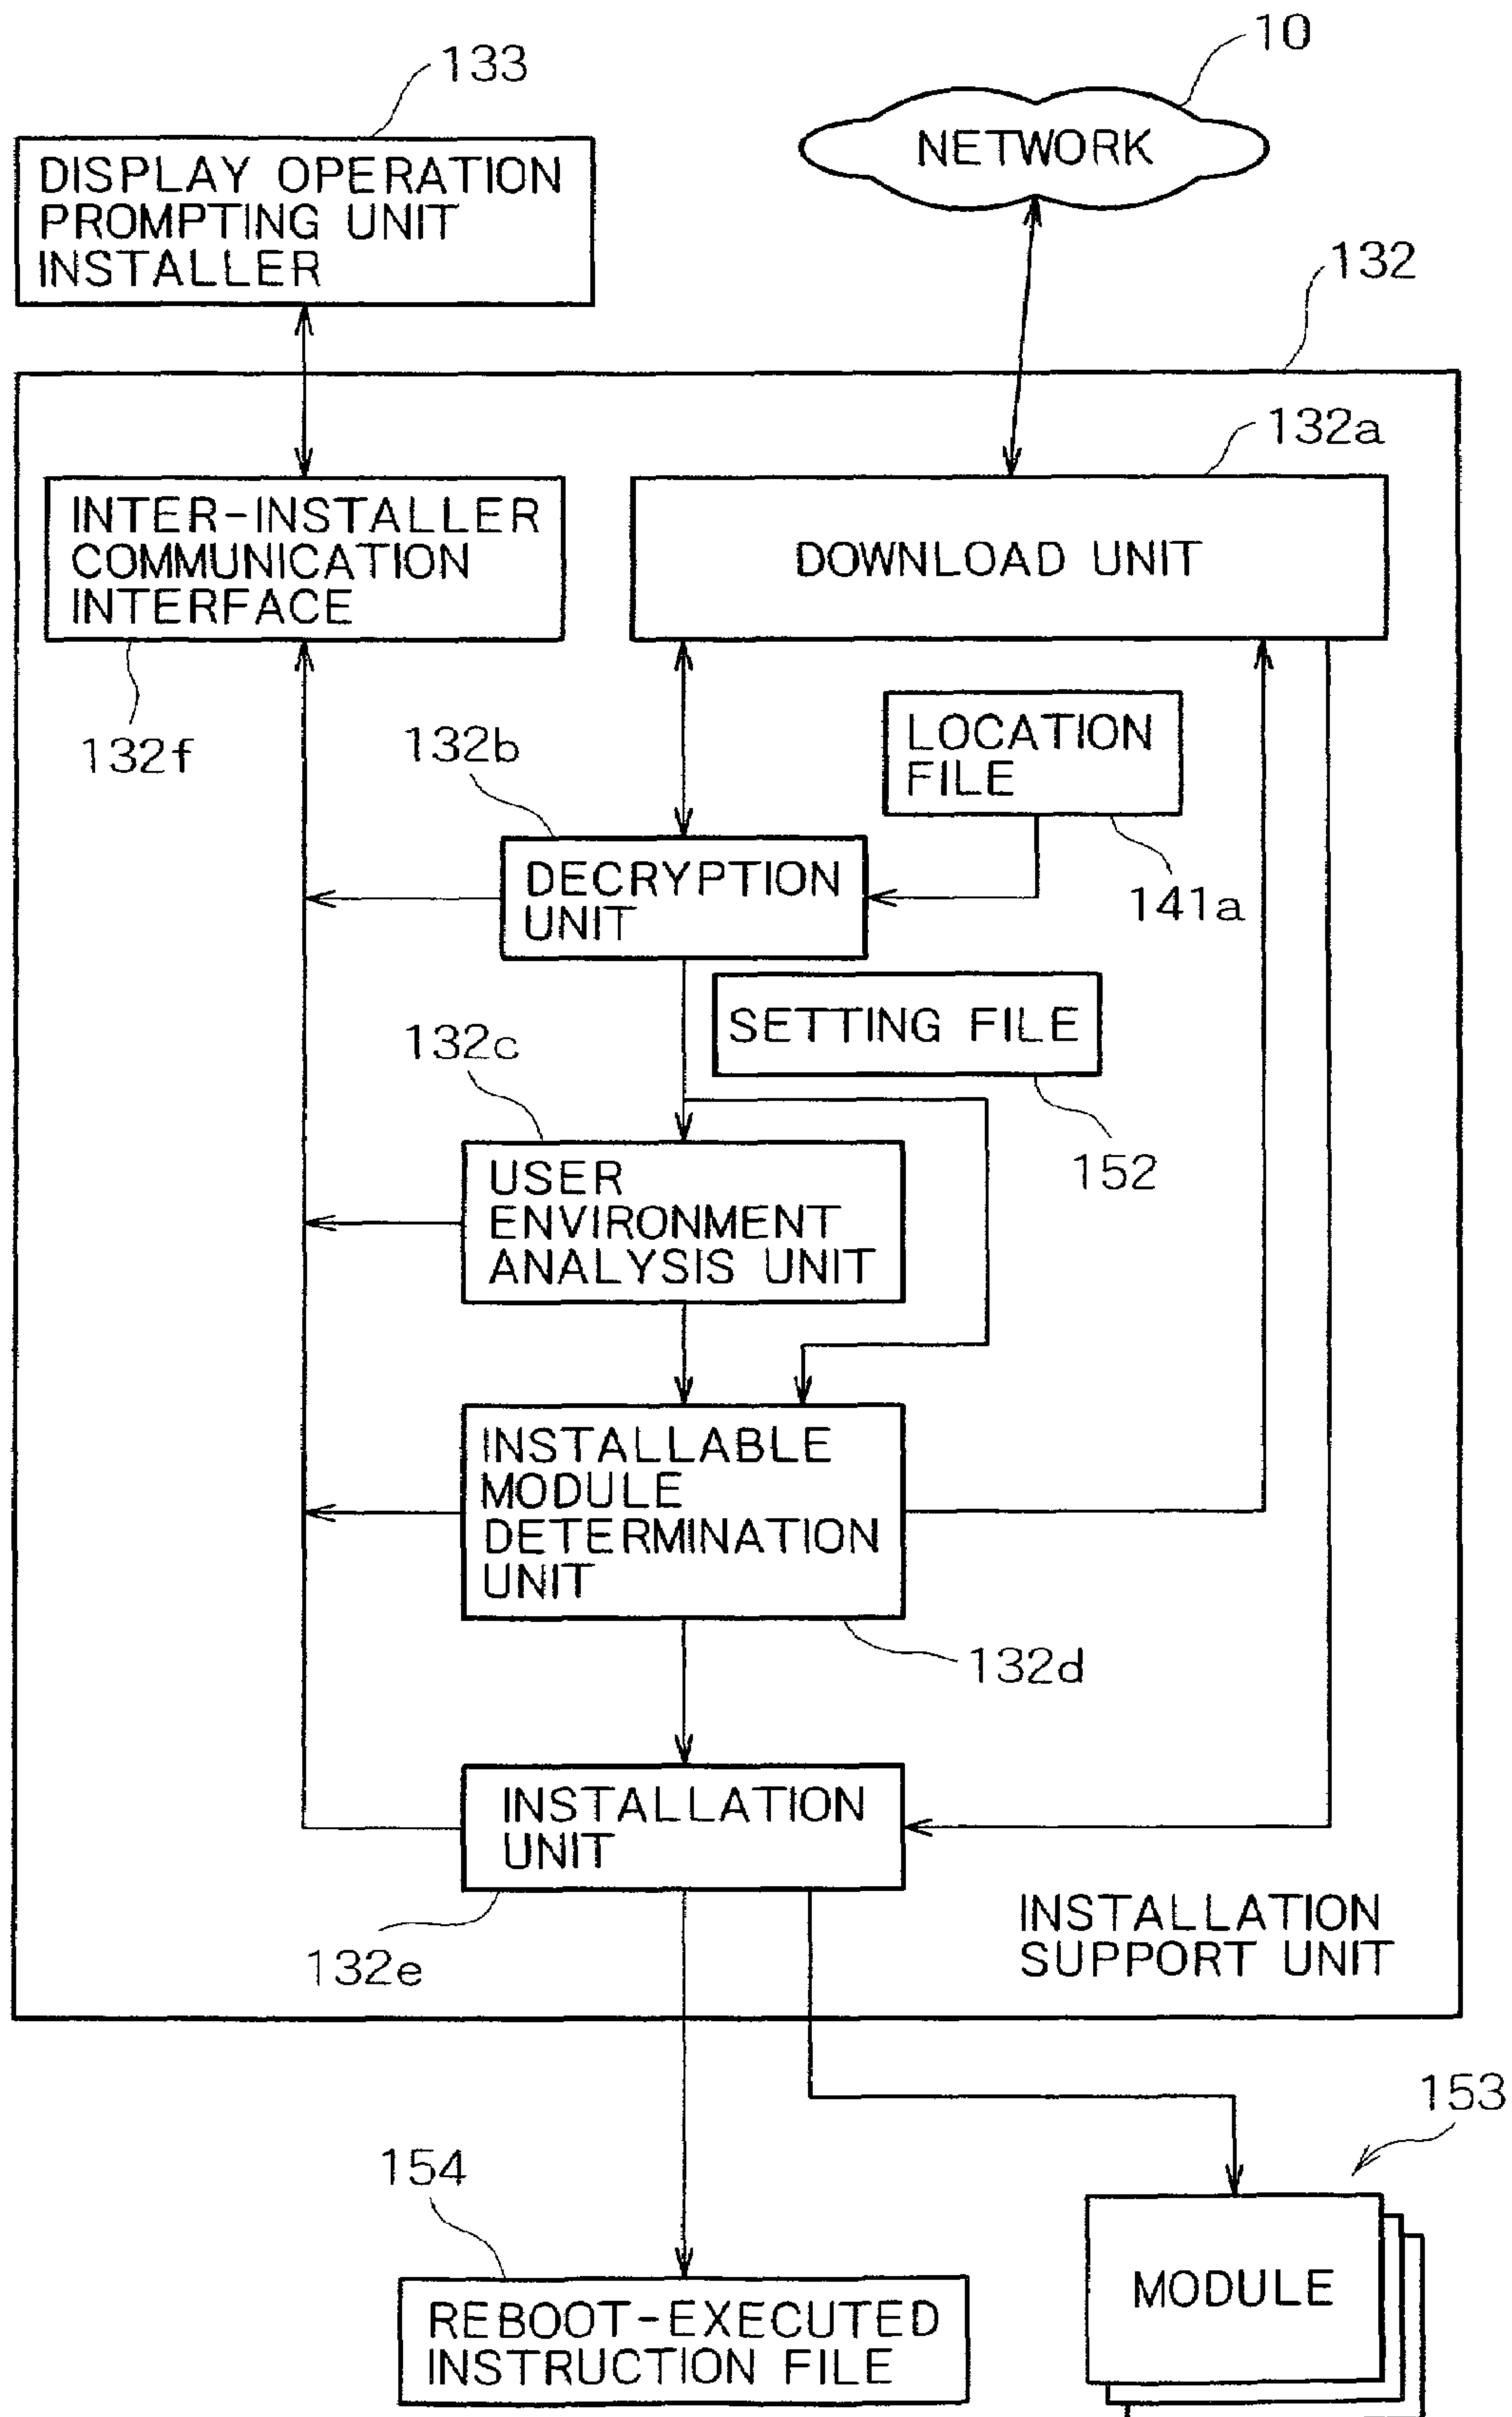 10
133
NETWORK
DISPLAY OPERATION
PROMPTING UNIT
INSTALLER
132
132a
INTER-INSTALLER
COMMUNICATION
INTERFACE
DOWNLOAD UNIT
132f
132b
LOCATION
FILE
141a
DECRYPTION
UNIT
SETTING FILE
132c
152
USER
ENVIRONMENT
ANALYSIS UNIT
INSTALLABLE
MODULE
DETERMINATION
UNIT
132d
INSTALLATION
UNIT
132e
INSTALLATION
SUPPORT UNIT
153
154
MODULE
REBOOT-EXECUTED
INSTRUCTION FILE